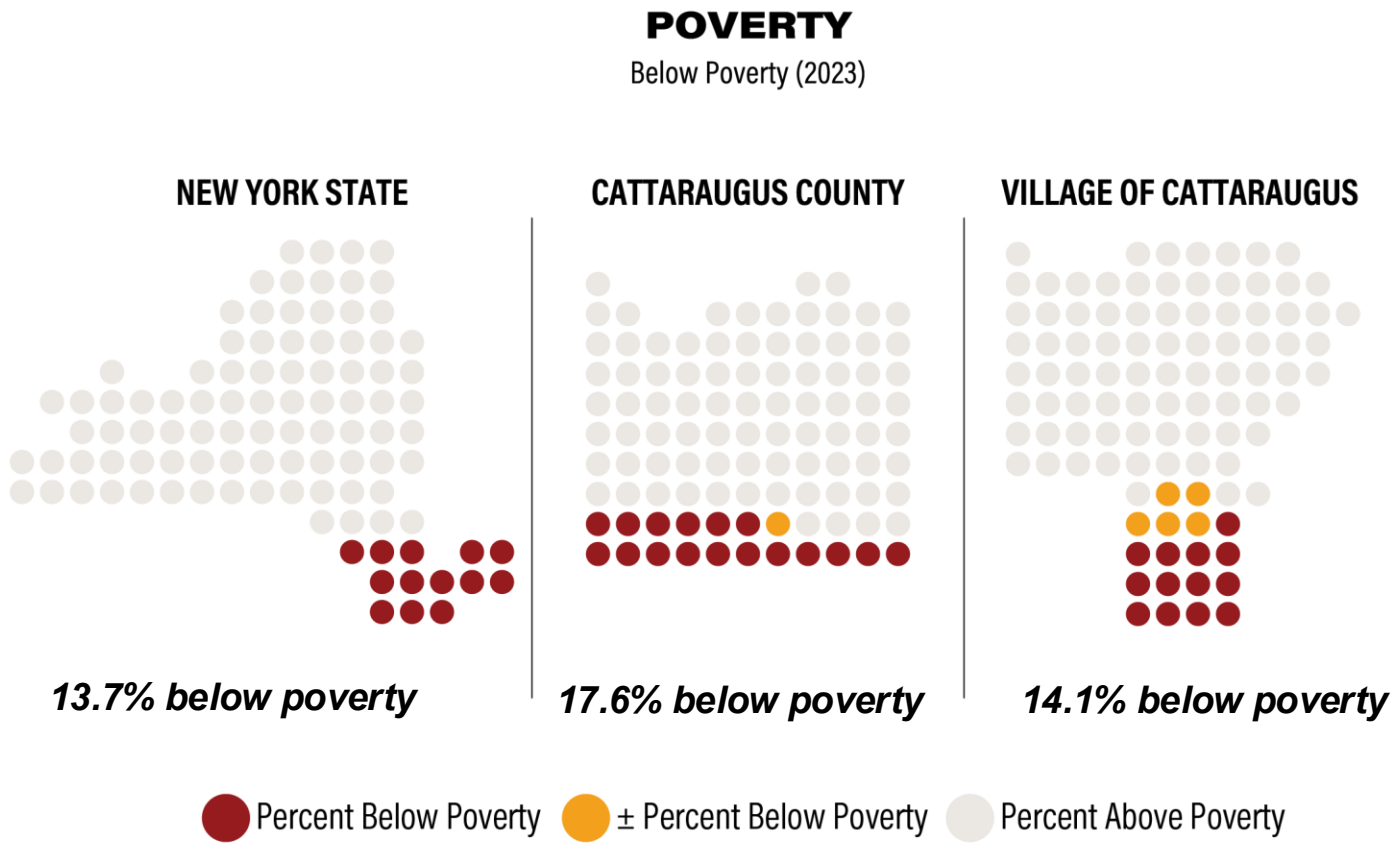 POVERTY
Below Poverty (2023)
NEW YORK STATE
CATTARAUGUS COUNTY
VILLAGE OF CATTARAUGUS
13.7% below poverty
17.6% below poverty
14.1% below poverty
Percent Below Poverty
± Percent Below Poverty
Percent Above Poverty